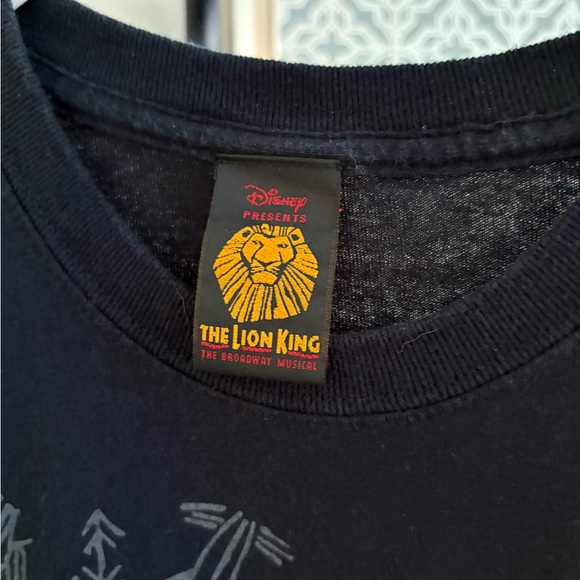 Disney
PRESENTS
THE LION KING
THE BROADWAY MUSICAL